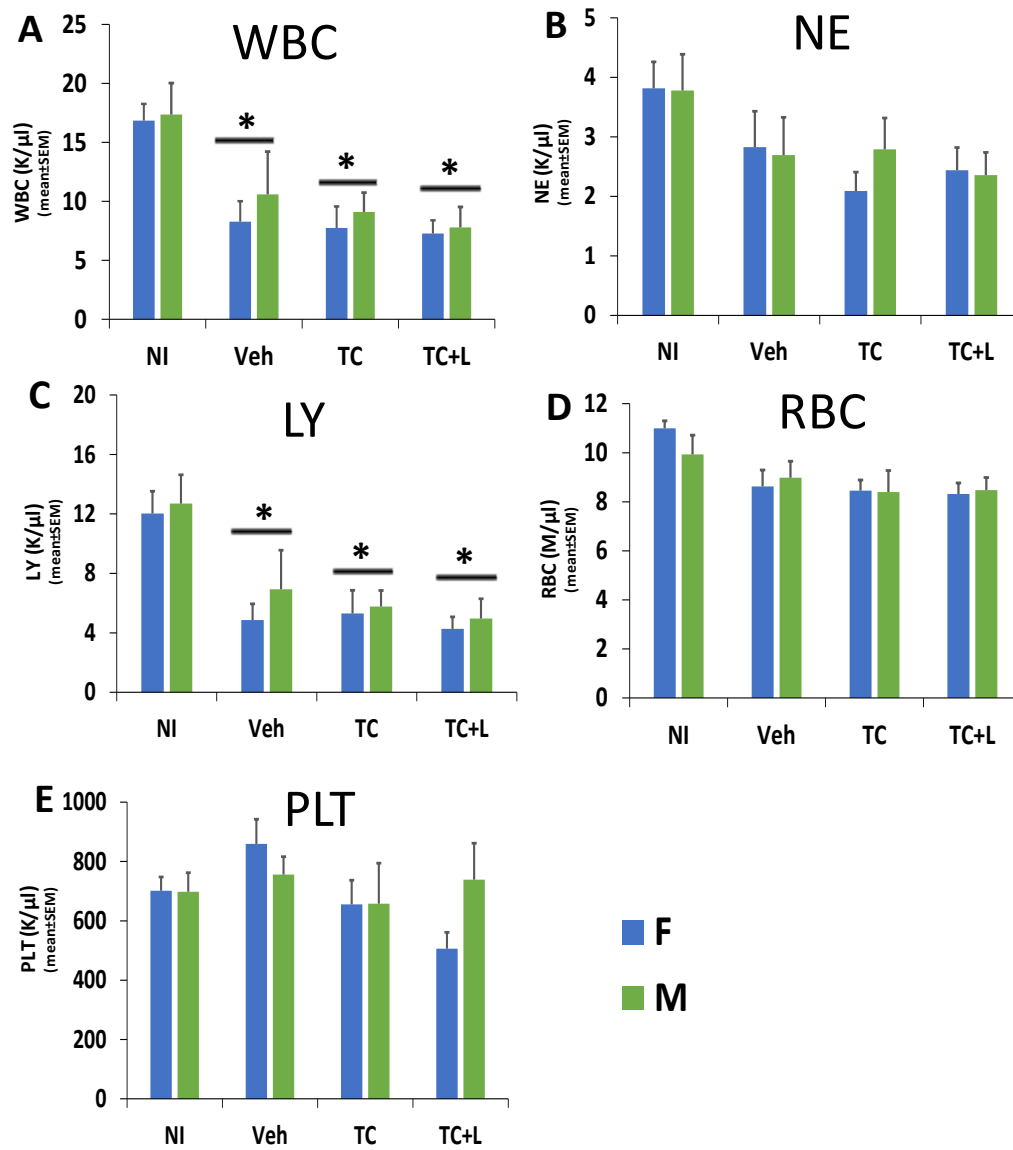 A
WBC
WBC (K/µl)
(mean±SEM)
25
20
15
10
5
0
*
*
*
NI Veh TC TC+L
B
NE
NE (K/µl)
(mean±SEM)
5
4
3
2
1
0
NI Veh TC TC+L
C
LY
LY (K/µl)
(mean±SEM)
20
16
12
8
4
0
*
*
*
NI Veh TC TC+L
D
RBC
RBC (M/µl)
(mean±SEM)
12
10
8
6
4
2
0
NI Veh TC TC+L
E
PLT
PLT (K/µl)
(mean±SEM)
1000
800
600
400
200
0
NI Veh TC TC+L
F
M